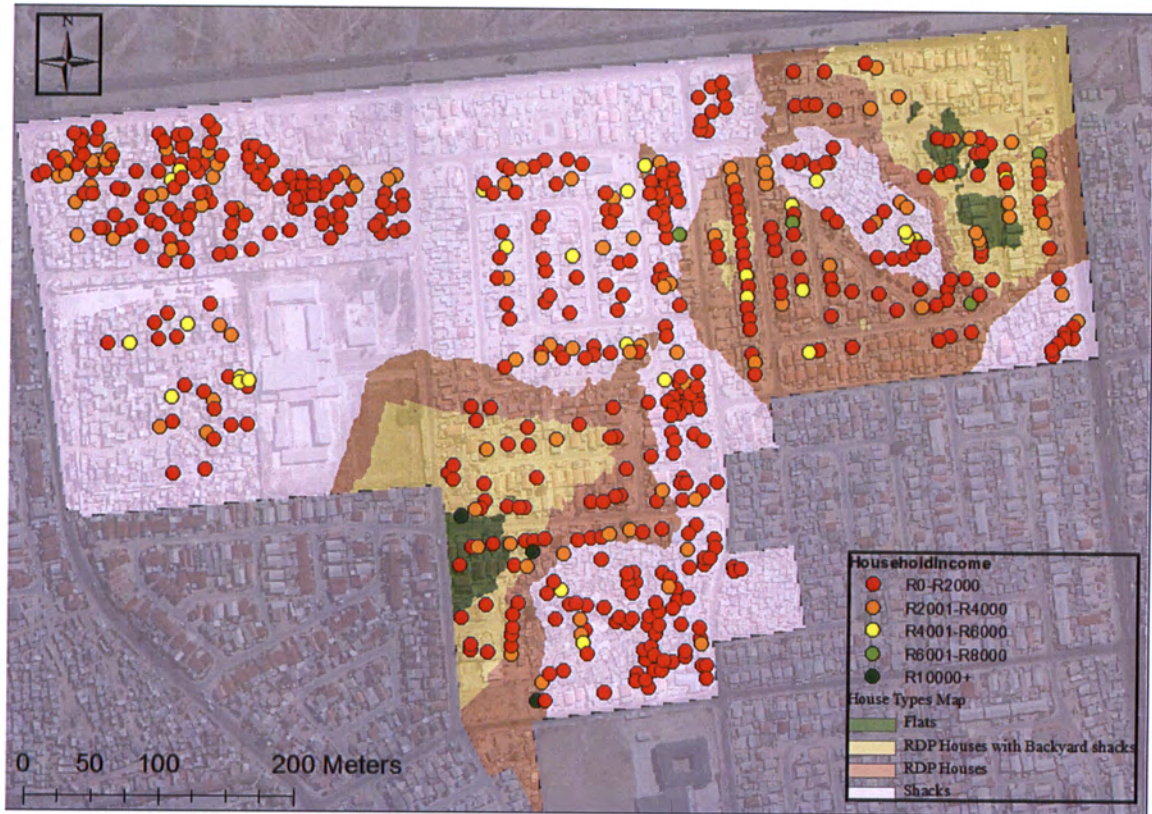 N
HouseholdIncome
R0-R2000
R2001-R4000
R4001-R6000
R6001-R8000
R10000+
House Types Map
Flats
RDP Houses with Backyard shacks
RDP Houses
Shacks
0 50 100 200 Meters